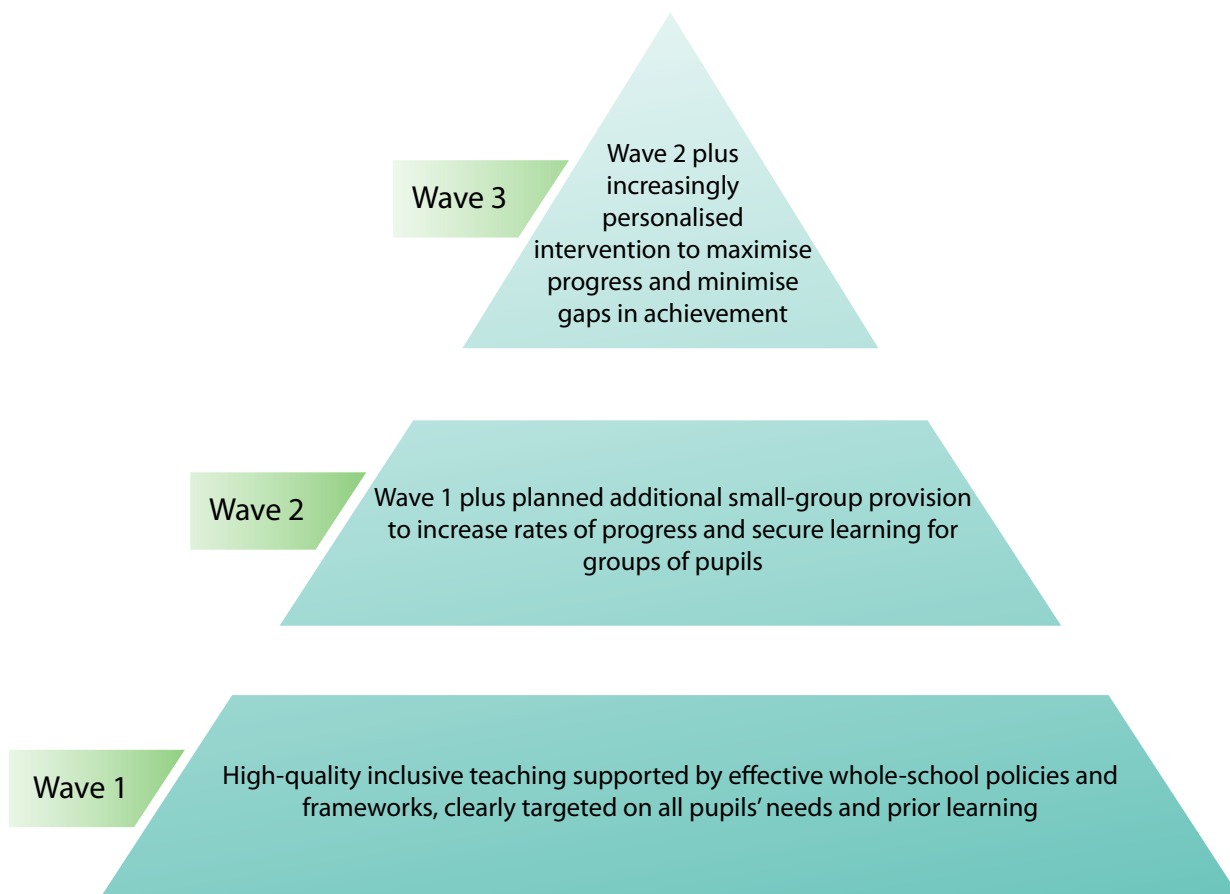 Wave 3
Wave 2 plus
increasingly
personalised
intervention to maximise
progress and minimise
gaps in achievement
Wave 2
Wave 1 plus planned additional small-group provision
to increase rates of progress and secure learning for
groups of pupils
Wave 1
High-quality inclusive teaching supported by effective whole-school policies and
frameworks, clearly targeted on all pupils’ needs and prior learning